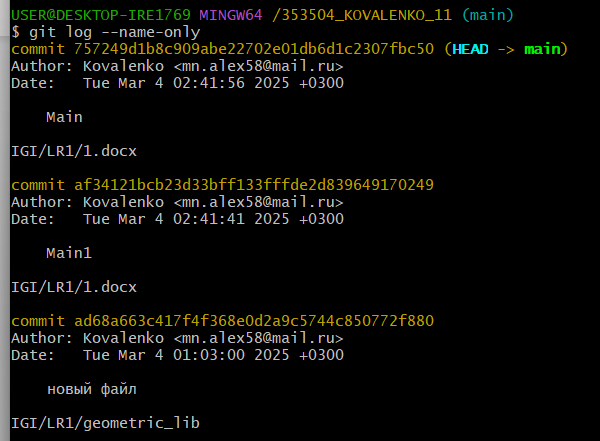 USER@DESKTOP-IRE1769 MINGW64 /353504_KOVALENKO_11 (main)
$ git log --name-only
commit 757249d1b8c909abe22702e01db6d1c2307fbc50 (HEAD -> main)
Author: Kovalenko <mn.alex58@mail.ru>
Date:   Tue Mar 4 02:41:56 2025 +0300
    Main
IGI/LR1/1.docx
commit af34121bcb23d33bff133fffde2d839649170249
Author: Kovalenko <mn.alex58@mail.ru>
Date:   Tue Mar 4 02:41:41 2025 +0300
    Main1
IGI/LR1/1.docx
commit ad68a663c417f4f368e0d2a9c5744c850772f880
Author: Kovalenko <mn.alex58@mail.ru>
Date:   Tue Mar 4 01:03:00 2025 +0300
    новый файл
IGI/LR1/geometric_lib